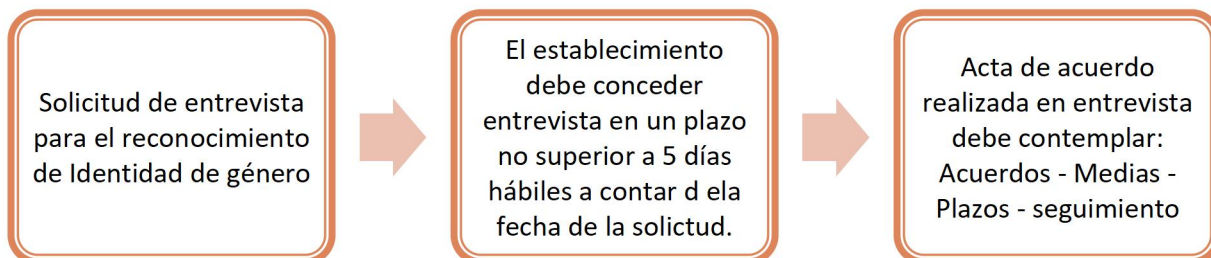 Solicitud de entrevista
para el reconocimiento
de Identidad de género
El establecimiento
debe conceder
entrevista en un plazo
no superior a 5 días
hábiles a contar d ela
fecha de la solictud.
Acta de acuerdo
realizada en entrevista
debe contemplar:
Acuerdos - Medias -
Plazos - seguimiento